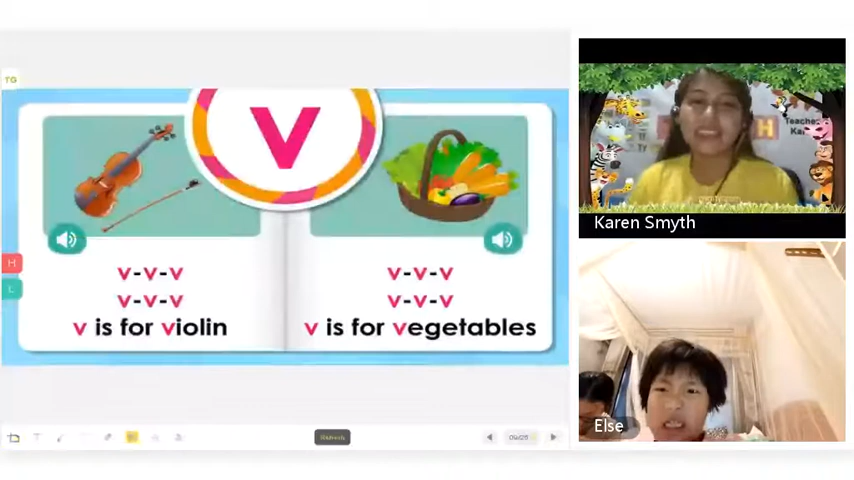 TG
v
H
L
v-v-v
v-v-v
v is for violin
v-v-v
v-v-v
v is for vegetables
Karen Smyth
Else